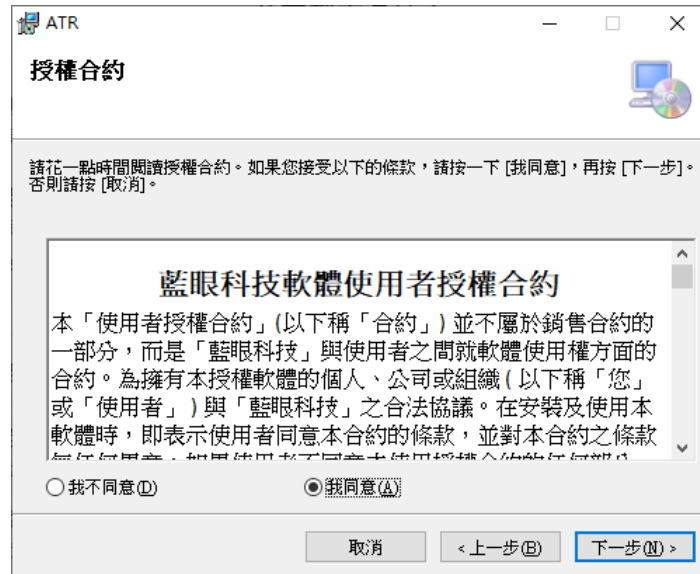 ATR
授權合約
請花一點時間閱讀授權合約。如果您接受以下的條款，請按一下 [我同意]，再按 [下一步]。
否則請按 [取消]。
藍眼科技軟體使用者授權合約
本「使用者授權合約」(以下稱「合約」) 並不屬於銷售合約的
一部分，而是「藍眼科技」與使用者之間就軟體使用權方面的
合約。為擁有本授權軟體的個人、公司或組織 ( 以下稱「您」
或「使用者」) 與「藍眼科技」之合法協議。在安裝及使用本
軟體時，即表示使用者同意本合約的條款，並對本合約之條款
我不同意(D)
我同意(A)
取消
<上一步(B)
下一步(N) >